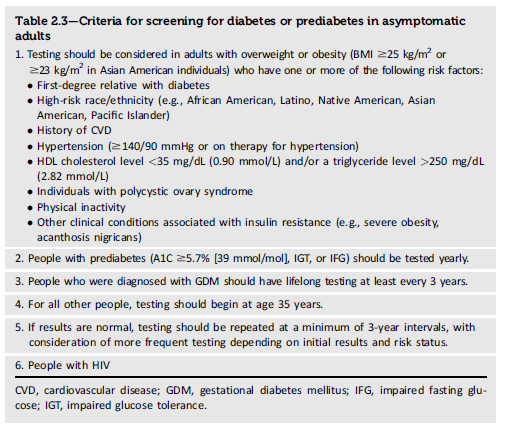 Table 2.3—Criteria for screening for diabetes or prediabetes in asymptomatic
adults
1. Testing should be considered in adults with overweight or obesity (BMI ≥25 kg/m² or
≥23 kg/m² in Asian American individuals) who have one or more of the following risk factors:
• First-degree relative with diabetes
• High-risk race/ethnicity (e.g., African American, Latino, Native American, Asian
American, Pacific Islander)
• History of CVD
• Hypertension (≥140/90 mmHg or on therapy for hypertension)
• HDL cholesterol level <35 mg/dL (0.90 mmol/L) and/or a triglyceride level >250 mg/dL
(2.82 mmol/L)
• Individuals with polycystic ovary syndrome
• Physical inactivity
• Other clinical conditions associated with insulin resistance (e.g., severe obesity,
acanthosis nigricans)
2. People with prediabetes (A1C ≥5.7% [39 mmol/mol], IGT, or IFG) should be tested yearly.
3. People who were diagnosed with GDM should have lifelong testing at least every 3 years.
4. For all other people, testing should begin at age 35 years.
5. If results are normal, testing should be repeated at a minimum of 3-year intervals, with
consideration of more frequent testing depending on initial results and risk status.
6. People with HIV
CVD, cardiovascular disease; GDM, gestational diabetes mellitus; IFG, impaired fasting glu-
cose; IGT, impaired glucose tolerance.